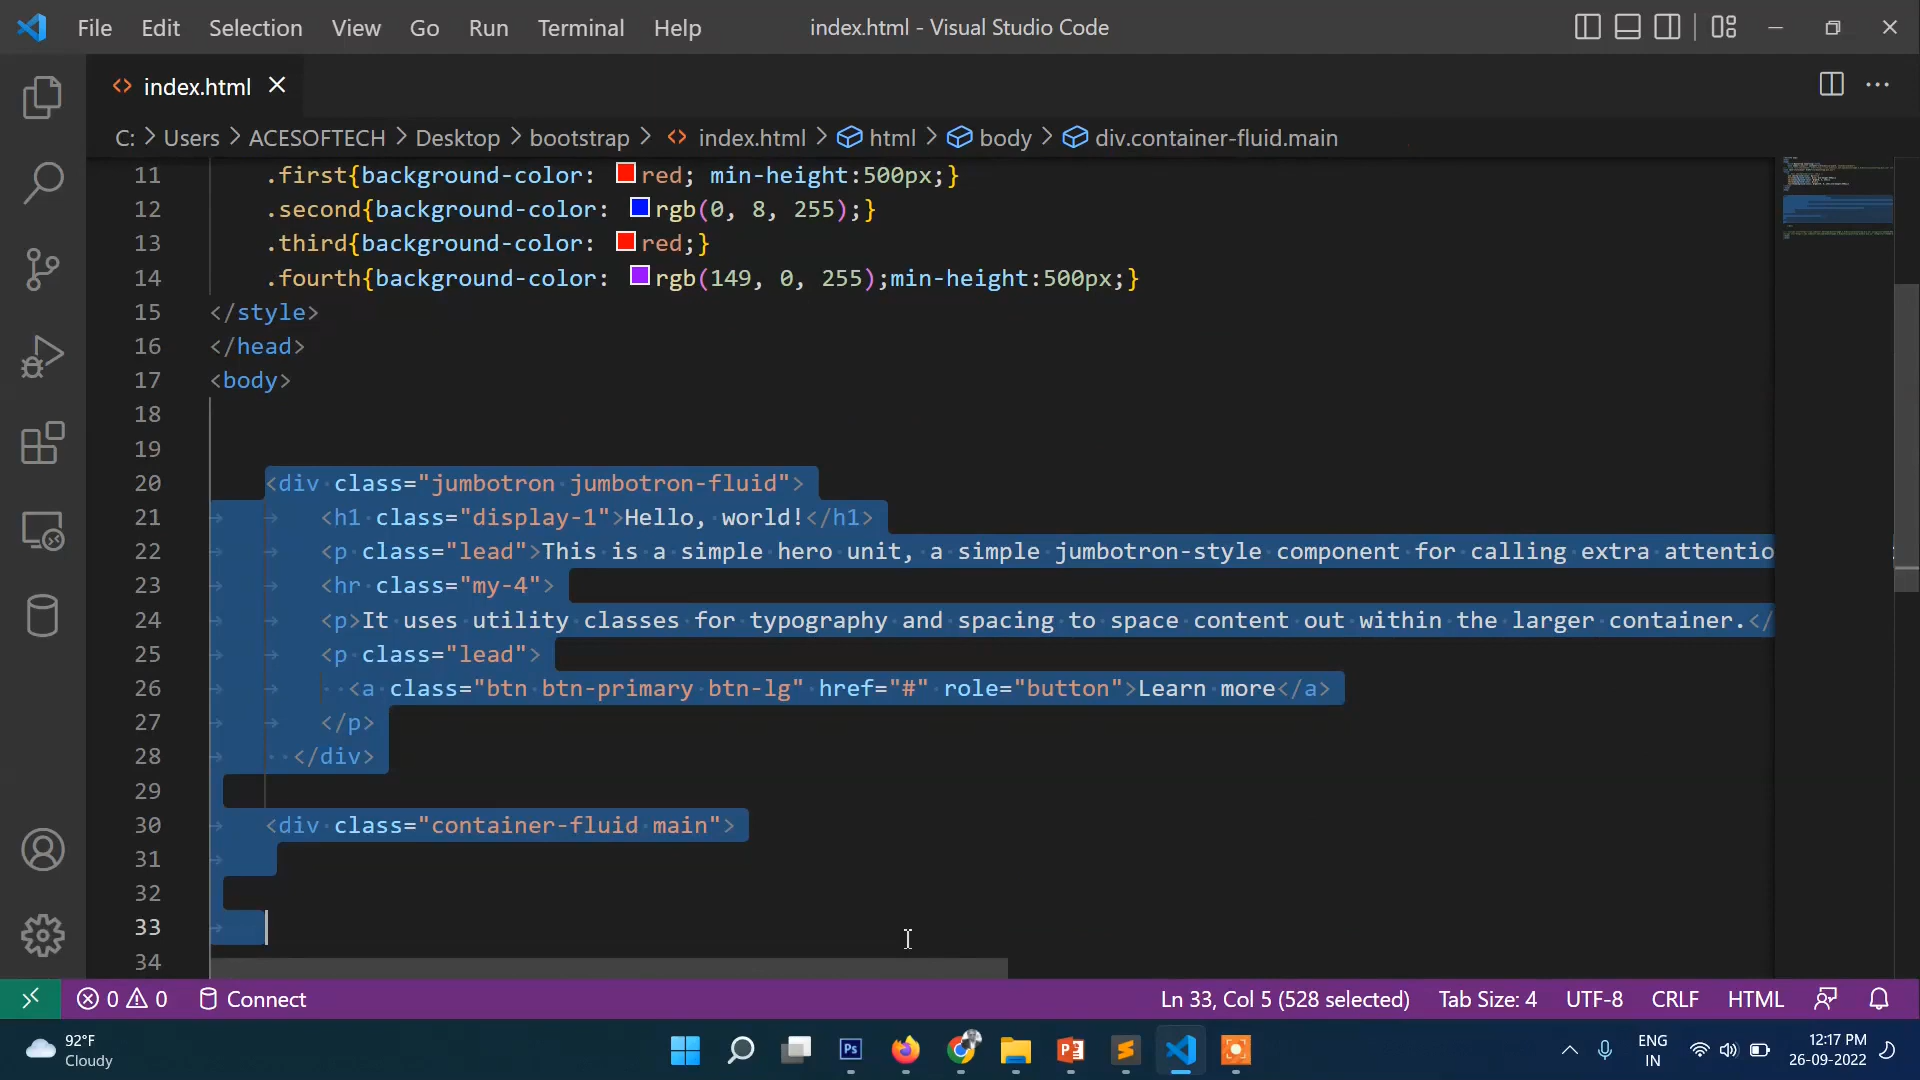 File Edit Selection View Go Run Terminal Help index.html - Visual Studio Code
index.html
C: > Users > ACESOFTECH > Desktop > bootstrap > index.html > html > body > div.container-fluid.main
11 .first{background-color: red; min-height:500px;}
12 .second{background-color: rgb(0, 8, 255);}
13 .third{background-color: red;}
14 .fourth{background-color: rgb(149, 0, 255);min-height:500px;}
15 </style>
16 </head>
17 <body>
18
19
20 <div class="jumbotron jumbotron-fluid">
21 <h1 class="display-1">Hello, world!</h1>
22 <p class="lead">This is a simple hero unit, a simple jumbotron-style component for calling extra attentio
23 <hr class="my-4">
24 <p>It uses utility classes for typography and spacing to space content out within the larger container.</
25 <p class="lead">
26 <a class="btn btn-primary btn-lg" href="#" role="button">Learn more</a>
27 </p>
28 </div>
29
30 <div class="container-fluid main">
31
32
33
34
0 0 Connect Ln 33, Col 5 (528 selected) Tab Size: 4 UTF-8 CRLF HTML
92°F
Cloudy
Ps
ENG
IN
12:17 PM
26-09-2022